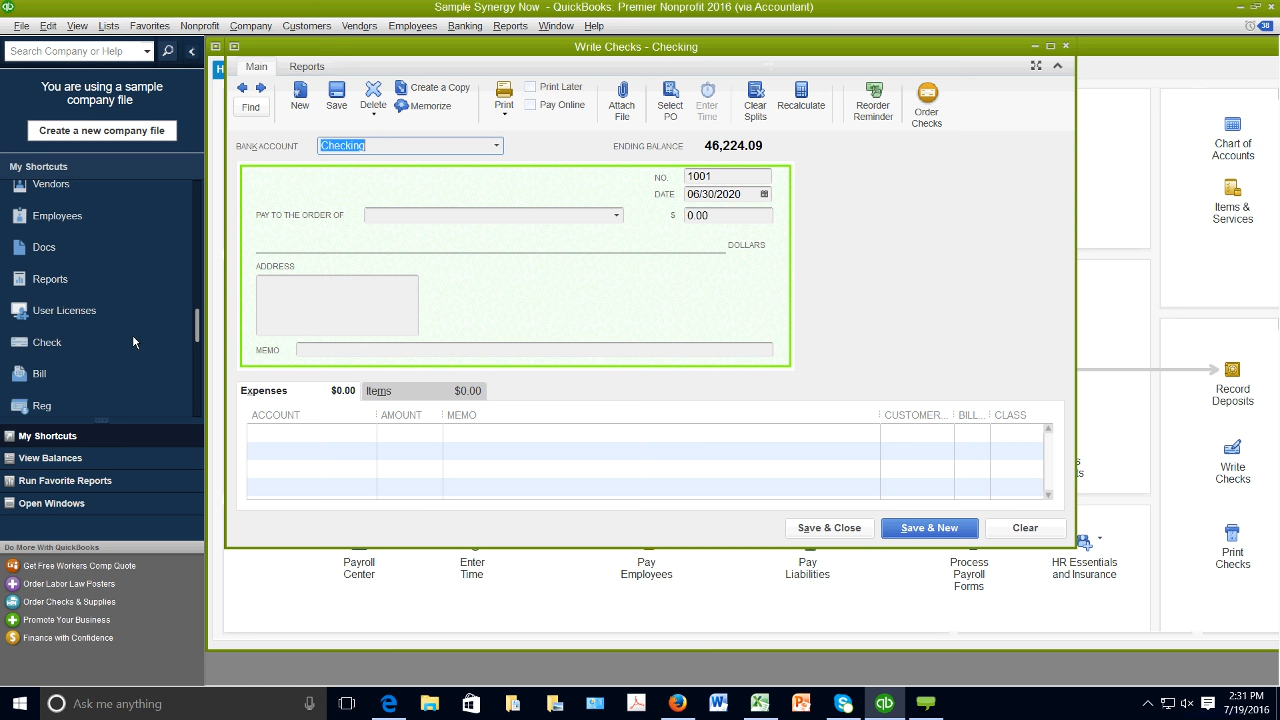 Sample Synergy Now - QuickBooks: Premier Nonprofit 2016 (via Accountant)
File Edit View Lists Favorites Nonprofit Company Customers Vendors Employees Banking Reports Window Help
38
Search Company or Help
You are using a sample
company file
Create a new company file
My Shortcuts
Vendors
Employees
Docs
Reports
User Licenses
Check
Bill
Reg
My Shortcuts
View Balances
Run Favorite Reports
Open Windows
Do More With QuickBooks
Get Free Workers Comp Quote
Order Labor Law Posters
Order Checks & Supplies
Promote Your Business
Finance with Confidence
Write Checks - Checking
Main Reports
Find
New
Save
Delete
Create a Copy
Memorize
Print
Print Later
Pay Online
Attach
File
Select
PO
Enter
Time
Clear
Splits
Recalculate
Reorder
Reminder
Order
Checks
BANK ACCOUNT Checking
ENDING BALANCE 46,224.09
NO. 1001
DATE 06/30/2020
PAY TO THE ORDER OF
$ 0.00
DOLLARS
ADDRESS
MEMO
Expenses $0.00 Items $0.00
ACCOUNT AMOUNT MEMO CUSTOMER... BILL... CLASS
Save & Close Save & New Clear
Chart of
Accounts
Items &
Services
Record
Deposits
Write
Checks
Print
Checks
Payroll
Center
Enter
Time
Pay
Employees
Pay
Liabilities
Process
Payroll
Forms
HR Essentials
and Insurance
Ask me anything
2:31 PM
7/19/2016